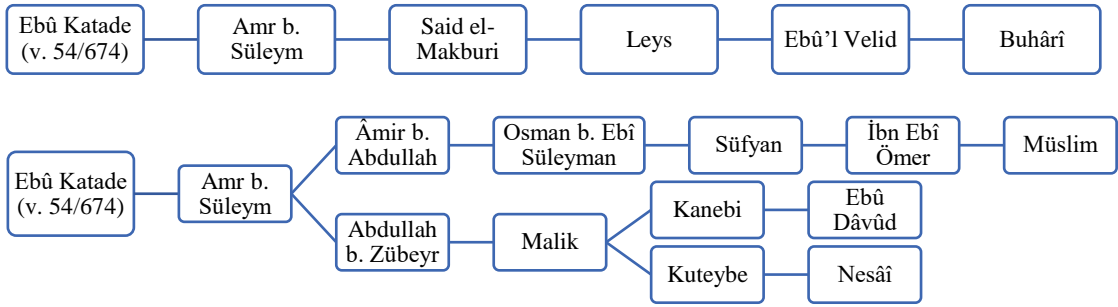 Ebû Katade
(v. 54/674)
Amr b.
Süleym
Said el-
Makburi
Leys
Ebû’l Velid
Buhârî
Ebû Katade
(v. 54/674)
Amr b.
Süleym
Âmir b.
Abdullah
Osman b. Ebî
Süleyman
Süfyan
İbn Ebî
Ömer
Müslim
Abdullah
b. Zübeyr
Malik
Kanebi
Ebû
Dâvûd
Kuteybe
Nesâî